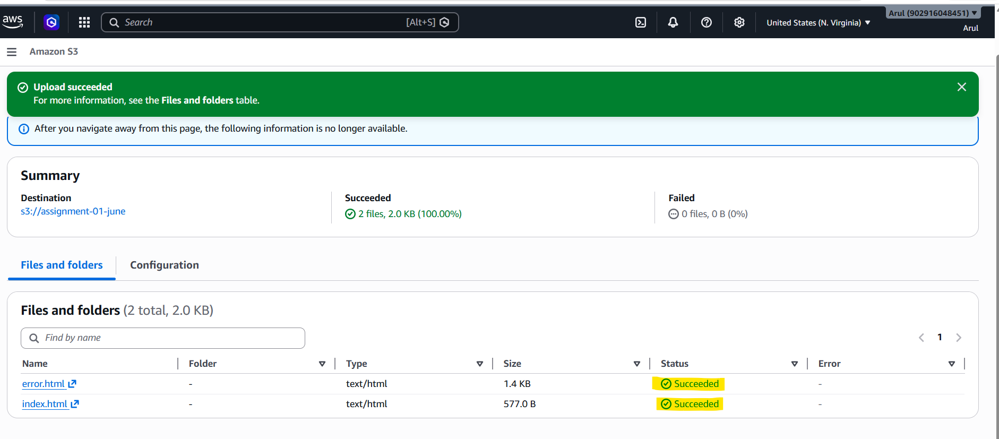 aws
Search [Alt+S]
United States (N. Virginia)
Arul (902916048451)
Arul
Amazon S3
Upload succeeded
For more information, see the Files and folders table.
After you navigate away from this page, the following information is no longer available.
Summary
Destination
s3://assignment-01-june
Succeeded
2 files, 2.0 KB (100.00%)
Failed
0 files, 0 B (0%)
Files and folders Configuration
Files and folders (2 total, 2.0 KB)
Find by name
1
Name Folder Type Size Status Error
error.html - text/html 1.4 KB Succeeded -
index.html - text/html 577.0 B Succeeded -